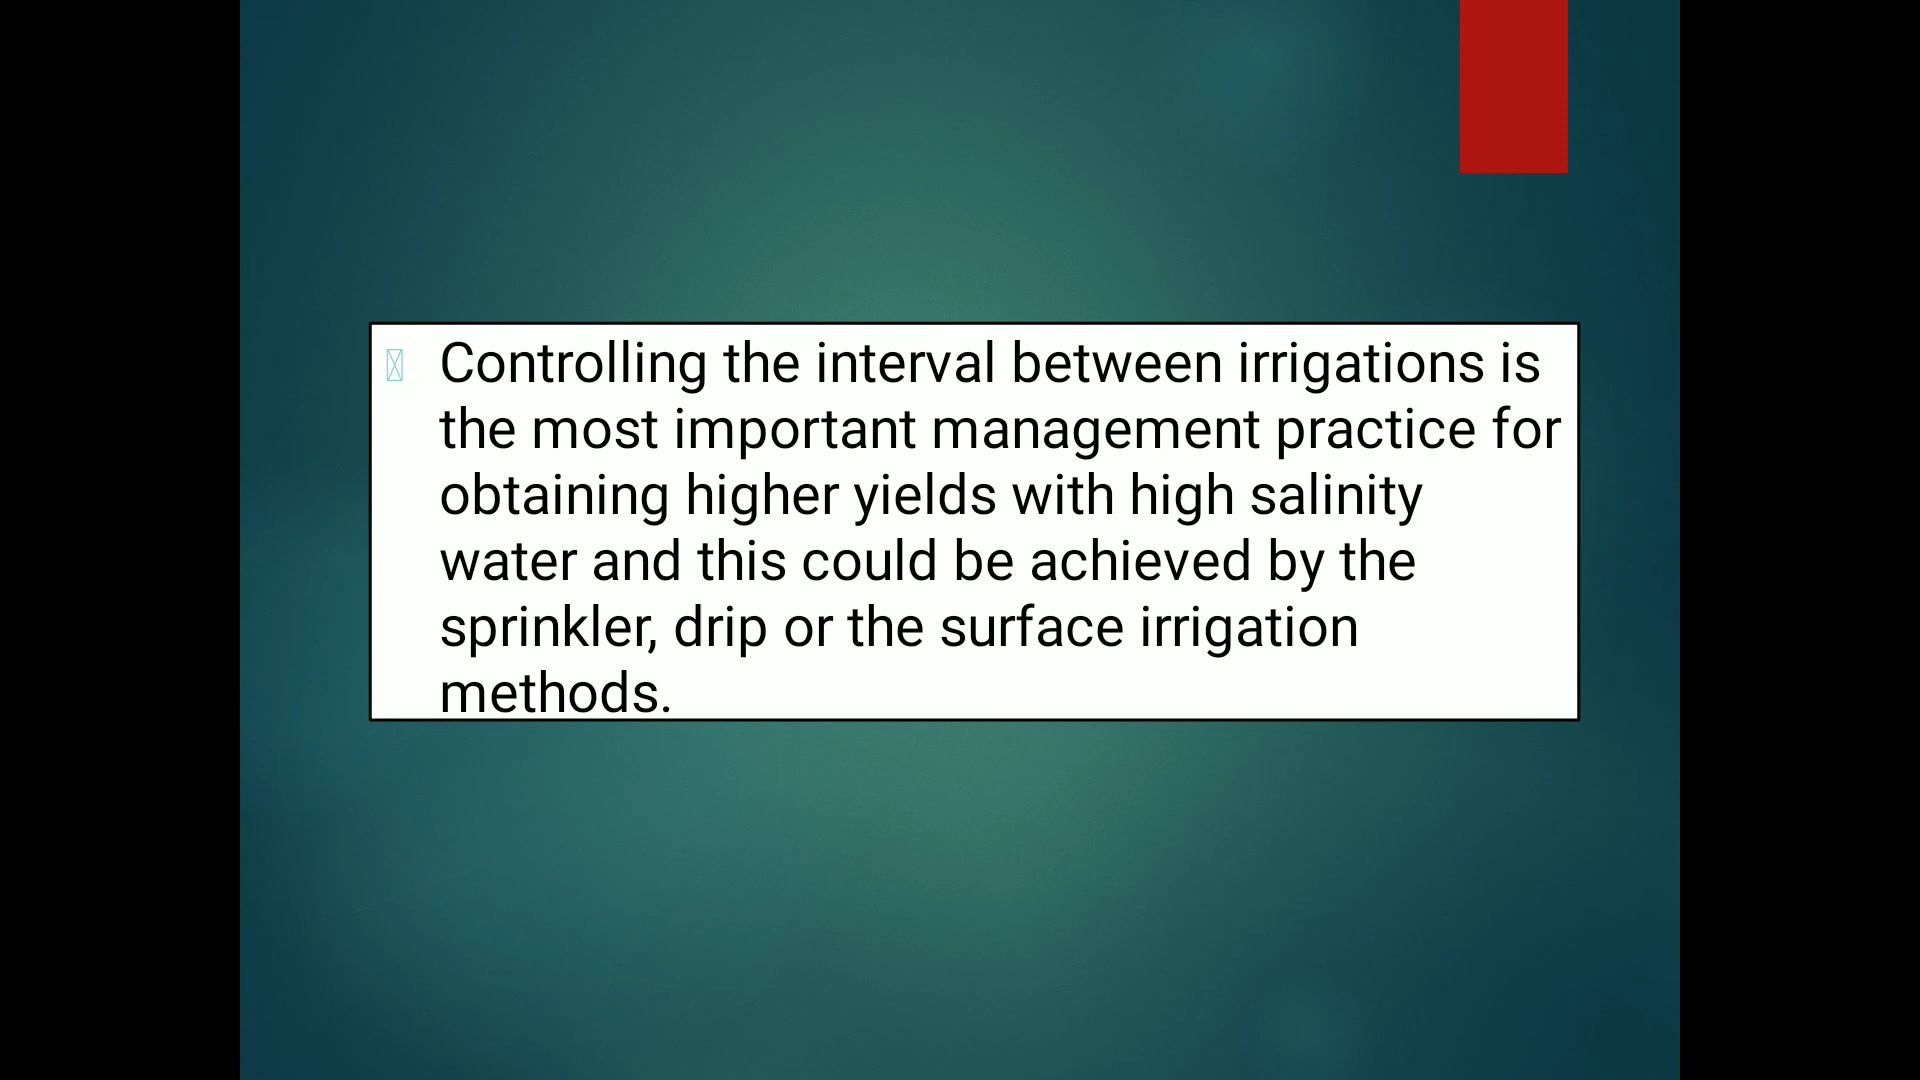 Controlling the interval between irrigations is
the most important management practice for
obtaining higher yields with high salinity
water and this could be achieved by the
sprinkler, drip or the surface irrigation
methods.